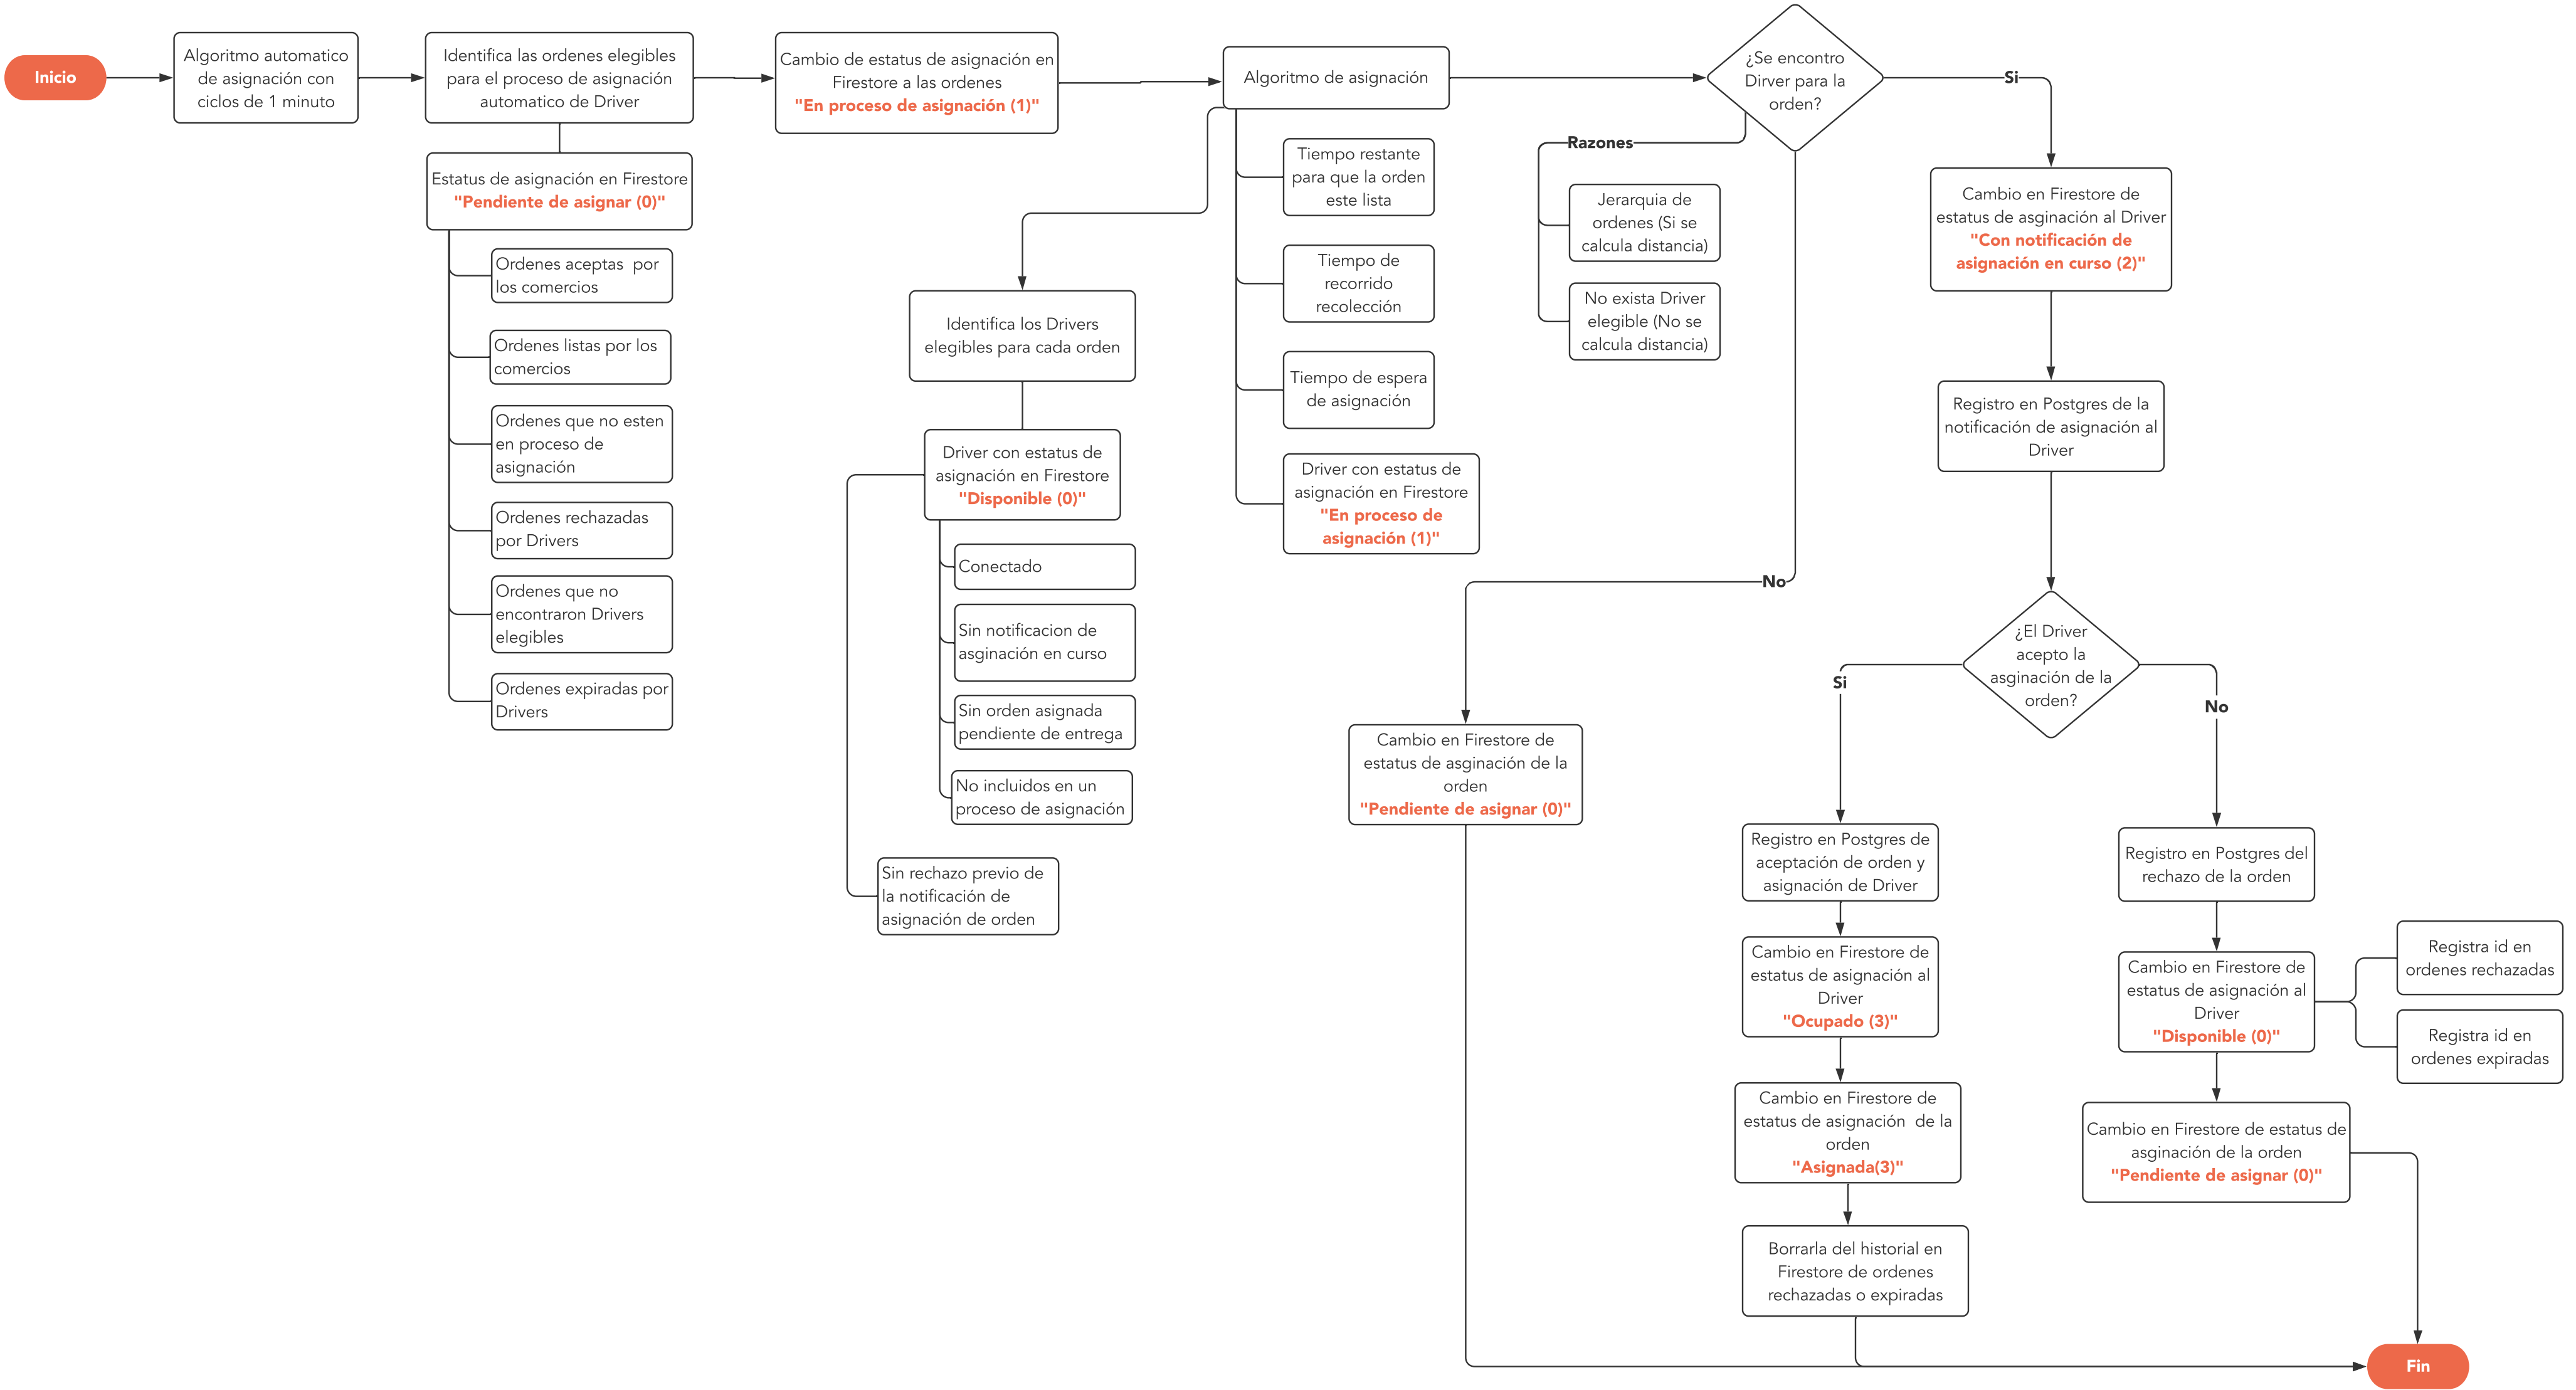 Inicio
Algoritmo automatico
de asignación con
ciclos de 1 minuto
Identifica las ordenes elegibles
para el proceso de asignación
automatico de Driver
Estatus de asignación en Firestore
"Pendiente de asignar (0)"
Ordenes aceptas  por
los comercios
Ordenes listas por los
comercios
Ordenes que no esten
en proceso de
asignación
Ordenes rechazadas
por Drivers
Ordenes que no
encontraron Drivers
elegibles
Ordenes expiradas por
Drivers
Cambio de estatus de asignación en
Firestore a las ordenes
"En proceso de asignación (1)"
Algoritmo de asignación
Identifica los Drivers
elegibles para cada orden
Driver con estatus de
asignación en Firestore
"Disponible (0)"
Conectado
Sin notificacion de
asginación en curso
Sin orden asignada
pendiente de entrega
No incluidos en un
proceso de asignación
Sin rechazo previo de
la notificación de
asignación de orden
Tiempo restante
para que la orden
este lista
Tiempo de
recorrido
recolección
Tiempo de espera
de asignación
Driver con estatus de
asignación en Firestore
"En proceso de
asignación (1)"
¿Se encontro
Dirver para la
orden?
Razones
Jerarquia de
ordenes (Si se
calcula distancia)
No exista Driver
elegible (No se
calcula distancia)
No
Cambio en Firestore de
estatus de asginación de la
orden
"Pendiente de asignar (0)"
Si
Cambio en Firestore de
estatus de asginación al Driver
"Con notificación de
asignación en curso (2)"
Registro en Postgres de la
notificación de asignación al
Driver
¿El Driver
acepto la
asginación de la
orden?
Si
Registro en Postgres de
aceptación de orden y
asignación de Driver
Cambio en Firestore de
estatus de asignación al
Driver
"Ocupado (3)"
Cambio en Firestore de
estatus de asignación  de la
orden
"Asignada(3)"
Borrarla del historial en
Firestore de ordenes
rechazadas o expiradas
No
Registro en Postgres del
rechazo de la orden
Cambio en Firestore de
estatus de asignación al
Driver
"Disponible (0)"
Registra id en
ordenes rechazadas
Registra id en
ordenes expiradas
Cambio en Firestore de estatus de
asginación de la orden
"Pendiente de asignar (0)"
Fin